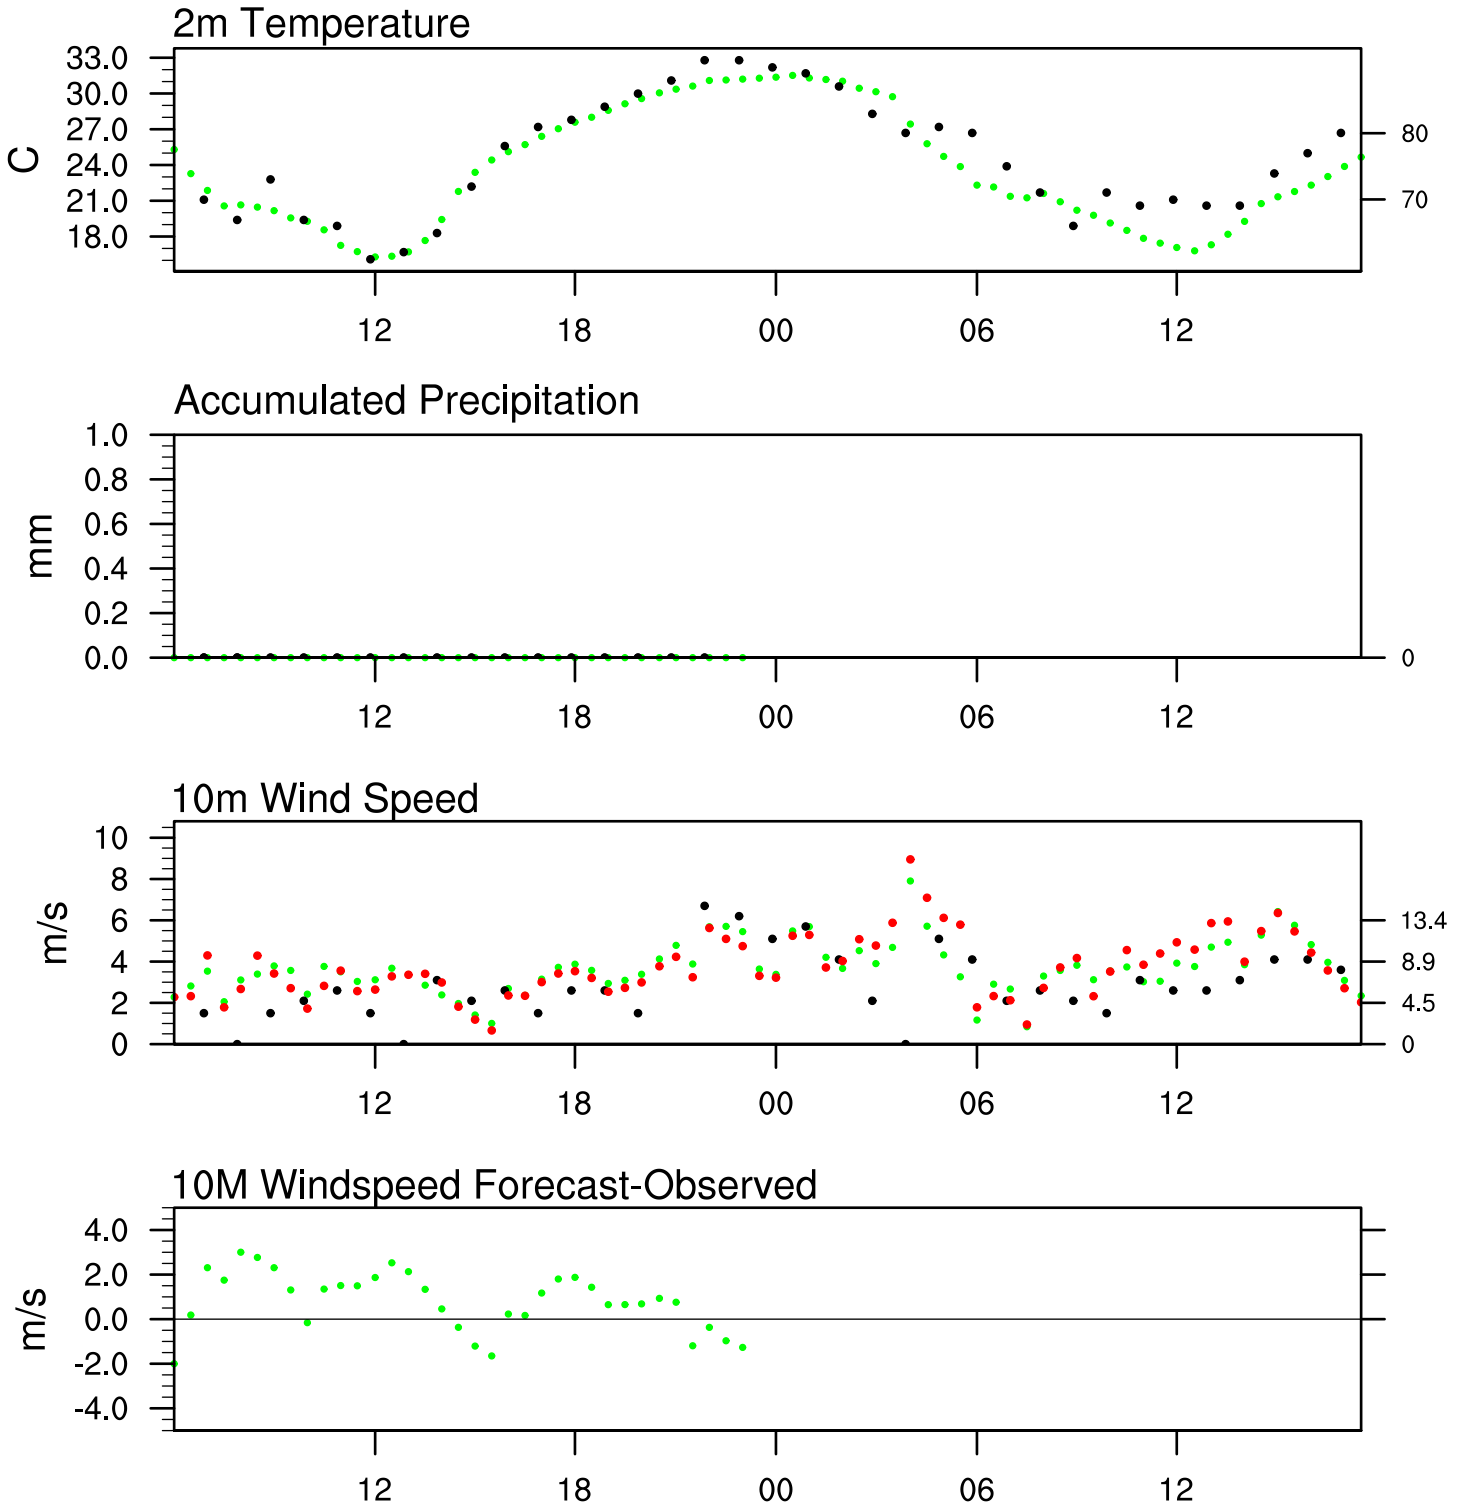 2m Temperature
33.0
30.0
27.0
24.0
21.0
18.0
C
80
70
12 18 00 06 12
Accumulated Precipitation
1.0
0.8
0.6
0.4
0.2
0.0
mm
0
12 18 00 06 12
10m Wind Speed
10
8
6
4
2
0
m/s
13.4
8.9
4.5
0
12 18 00 06 12
10M Windspeed Forecast-Observed
4.0
2.0
0.0
-2.0
-4.0
m/s
12 18 00 06 12